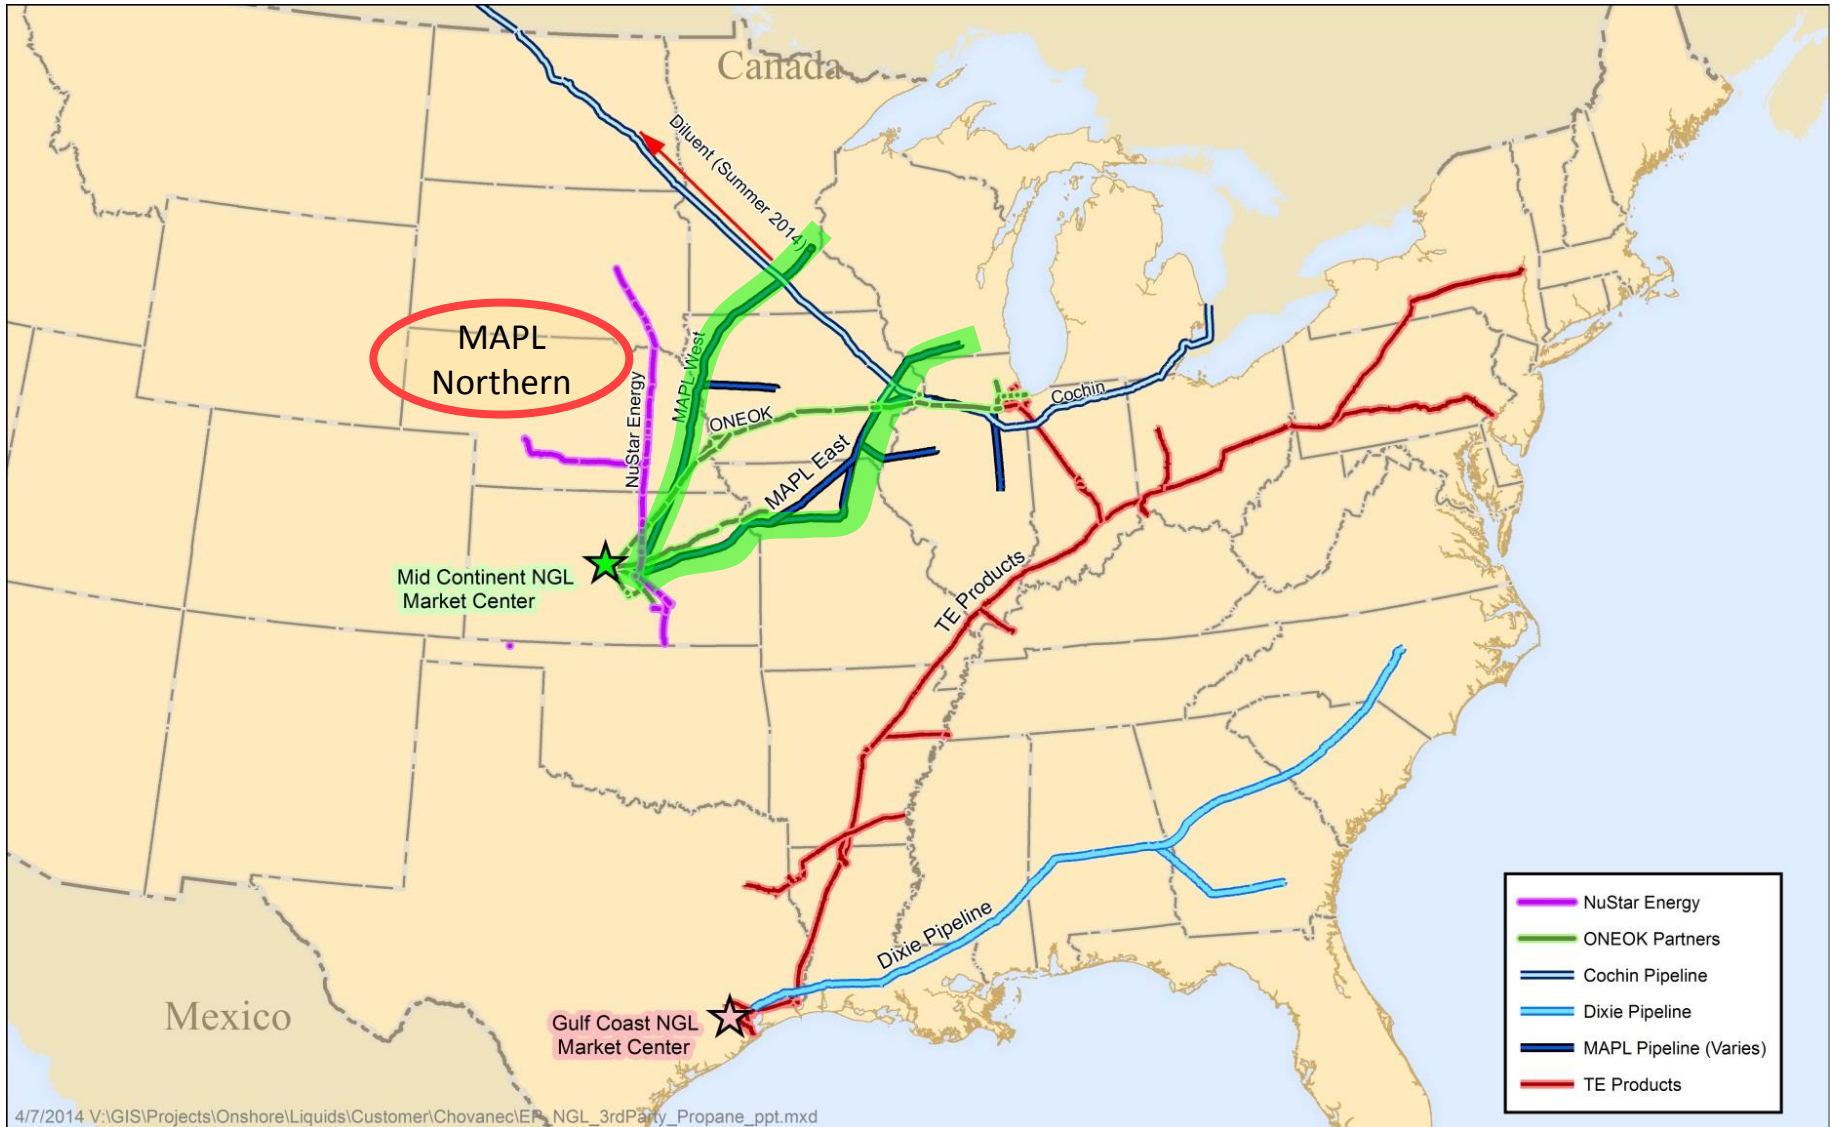 Canada
Diluent (Summer 2014)
MAPL
Northern
MAPL West
NuStar Energy
ONEOK
Cochin
MAPL East
Mid Continent NGL
Market Center
TE Products
Dixie Pipeline
Mexico
Gulf Coast NGL
Market Center
NuStar Energy
ONEOK Partners
Cochin Pipeline
Dixie Pipeline
MAPL Pipeline (Varies)
TE Products
4/7/2014 V:\GIS\Projects\Onshore\Liquids\Customer\Chovanec\EP_NGL_3rdParty_Propane_ppt.mxd